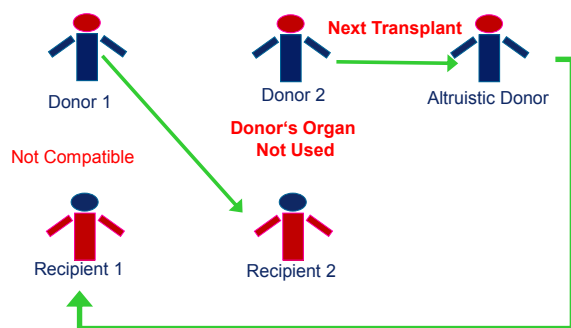 Next Transplant
Donor 1
Donor 2
Altruistic Donor
Donor‘s Organ
Not Used
Not Compatible
Recipient 1
Recipient 2